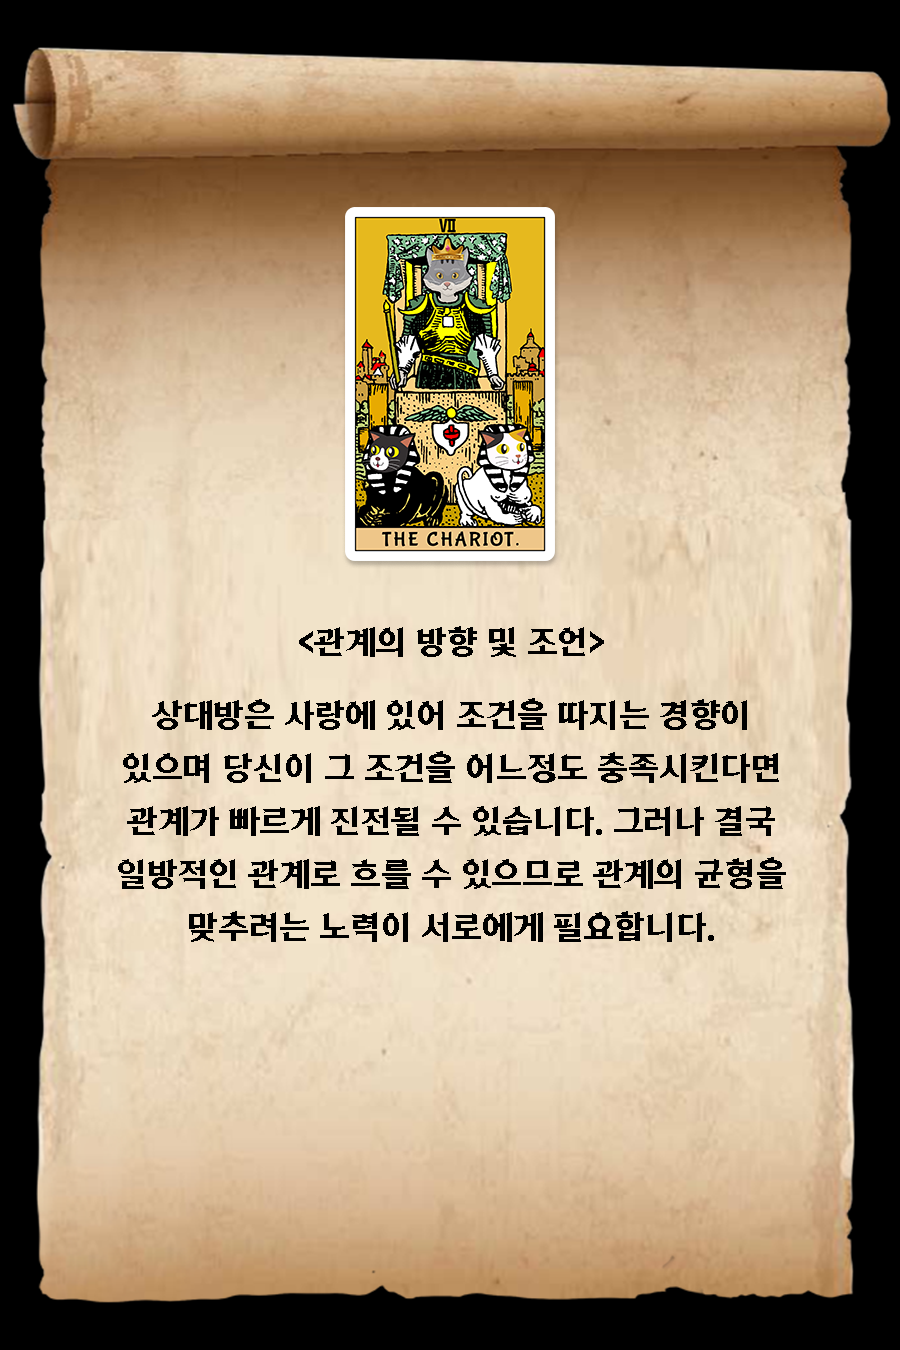 VII
THE CHARIOT.
<관계의 방향 및 조언>
상대방은 사랑에 있어 조건을 따지는 경향이
있으며 당신이 그 조건을 어느정도 충족시킨다면
관계가 빠르게 진전될 수 있습니다. 그러나 결국
일방적인 관계로 흐를 수 있으므로 관계의 균형을
맞추려는 노력이 서로에게 필요합니다.